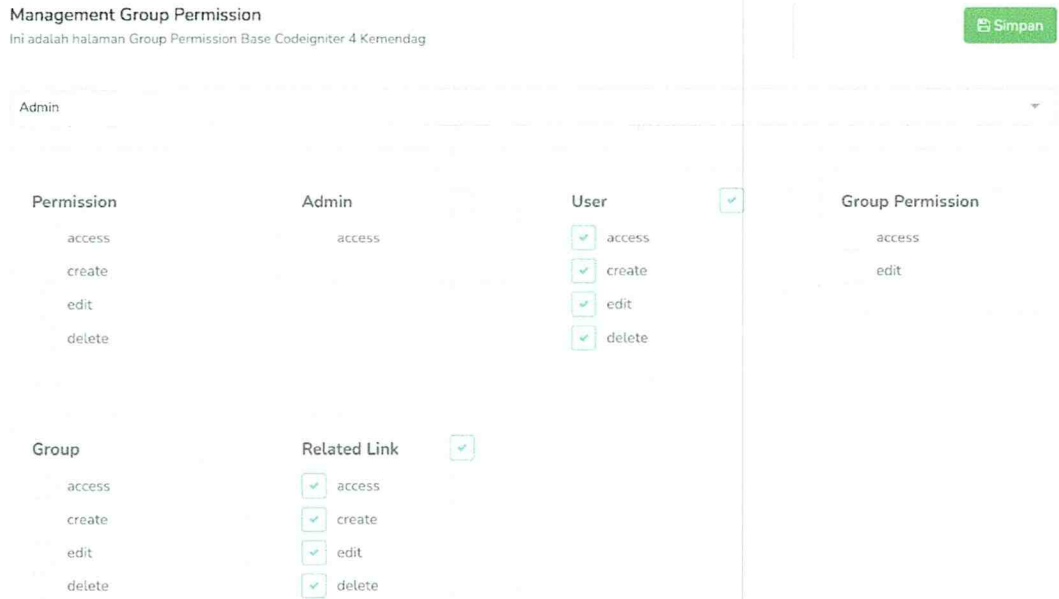 Management Group Permission
Ini adalah halaman Group Permission Base Codeigniter 4 Kemendag
Simpan
Admin
Permission
access
create
edit
delete
Admin
access
User
access
create
edit
delete
Group Permission
access
edit
Group
access
create
edit
delete
Related Link
access
create
edit
delete